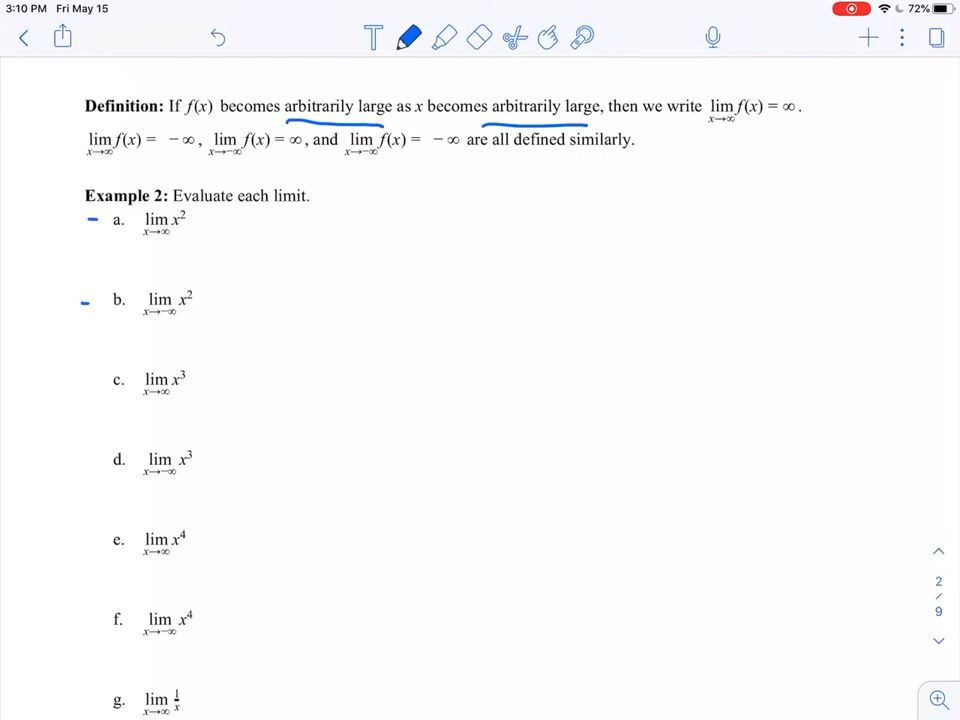 3:10 PM Fri May 15 72%
Definition: If f(x) becomes arbitrarily large as x becomes arbitrarily large, then we write lim x→∞ f(x) = ∞.
lim x→∞ f(x) = −∞, lim x→−∞ f(x) = ∞, and lim x→−∞ f(x) = −∞ are all defined similarly.
Example 2: Evaluate each limit.
a. lim x→∞ x²
b. lim x→−∞ x²
c. lim x→∞ x³
d. lim x→−∞ x³
e. lim x→∞ x⁴
f. lim x→−∞ x⁴
g. lim x→∞ 1/x
2
/
9